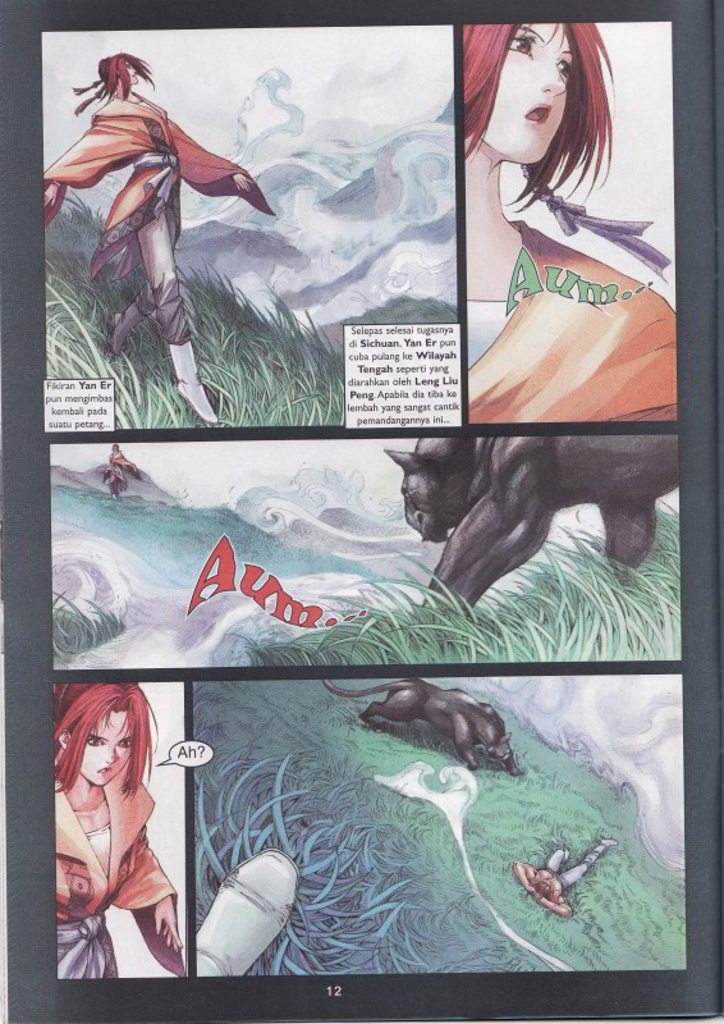 Fikiran Yan Er
pun mengimbas
kembali pada
suatu petang...
Selepas selesai tugasnya
di Sichuan, Yan Er pun
cuba pulang ke Wilayah
Tengah seperti yang
diarahkan oleh Leng Liu
Peng. Apabila dia tiba ke
lembah yang sangat cantik
pemandangannya ini...
Aum...
Aum...
Ah?
12